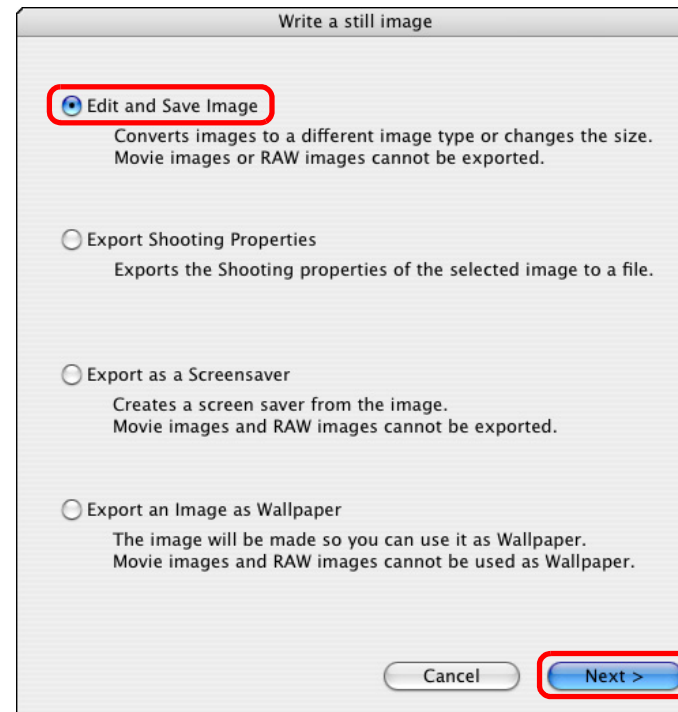 Write a still image
Edit and Save Image
Converts images to a different image type or changes the size.
Movie images or RAW images cannot be exported.
Export Shooting Properties
Exports the Shooting properties of the selected image to a file.
Export as a Screensaver
Creates a screen saver from the image.
Movie images and RAW images cannot be exported.
Export an Image as Wallpaper
The image will be made so you can use it as Wallpaper.
Movie images and RAW images cannot be used as Wallpaper.
Cancel
Next >